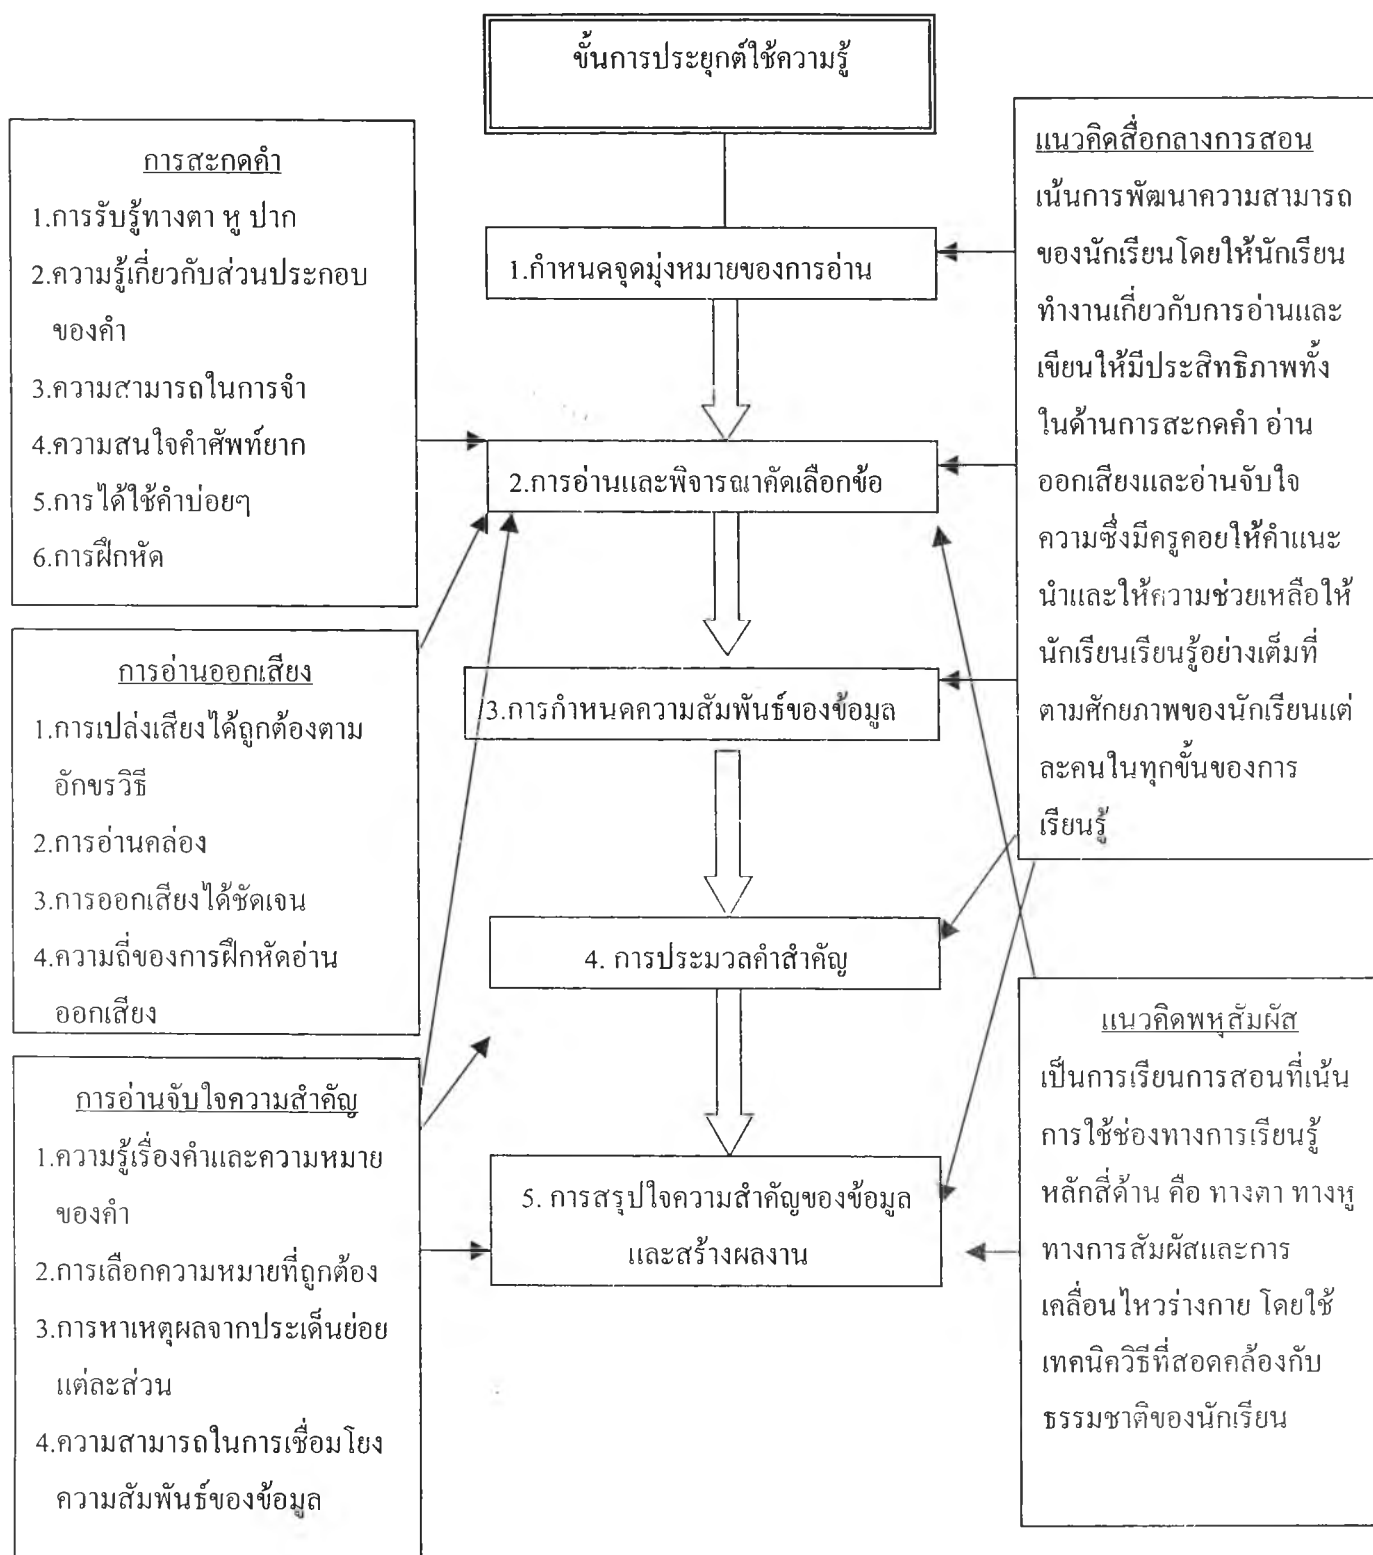 ขั้นการประยุกต์ใช้ความรู้
การสะกดคำ
1.การรับรู้ทางตา หู ปาก
2.ความรู้เกี่ยวกับส่วนประกอบ
ของคำ
3.ความสามารถในการจำ
4.ความสนใจคำศัพท์ยาก
5.การได้ใช้คำบ่อยๆ
6.การฝึกหัด
การอ่านออกเสียง
1.การเปล่งเสียงได้ถูกต้องตาม
อักขรวิธี
2.การอ่านคล่อง
3.การออกเสียงได้ชัดเจน
4.ความถี่ของการฝึกหัดอ่าน
ออกเสียง
การอ่านจับใจความสำคัญ
1.ความรู้เรื่องคำและความหมาย
ของคำ
2.การเลือกความหมายที่ถูกต้อง
3.การหาเหตุผลจากประเด็นย่อย
แต่ละส่วน
4.ความสามารถในการเชื่อมโยง
ความสัมพันธ์ของข้อมูล
1.กำหนดจุดมุ่งหมายของการอ่าน
2.การอ่านและพิจารณาคัดเลือกข้อ
3.การกำหนดความสัมพันธ์ของข้อมูล
4. การประมวลคำสำคัญ
5. การสรุปใจความสำคัญของข้อมูล
และสร้างผลงาน
แนวคิดสื่อกลางการสอน
เน้นการพัฒนาความสามารถ
ของนักเรียนโดยให้นักเรียน
ทำงานเกี่ยวกับการอ่านและ
เขียนให้มีประสิทธิภาพทั้ง
ในด้านการสะกดคำ อ่าน
ออกเสียงและอ่านจับใจ
ความซึ่งมีครูคอยให้คำแนะ
นำและให้ความช่วยเหลือให้
นักเรียนเรียนรู้อย่างเต็มที่
ตามศักยภาพของนักเรียนแต่
ละคนในทุกขั้นของการ
เรียนรู้
แนวคิดพหุสัมผัส
เป็นการเรียนการสอนที่เน้น
การใช้ช่องทางการเรียนรู้
หลักสี่ด้าน คือ ทางตา ทางหู
ทางการสัมผัสและการ
เคลื่อนไหวร่างกาย โดยใช้
เทคนิควิธีที่สอดคล้องกับ
ธรรมชาติของนักเรียน